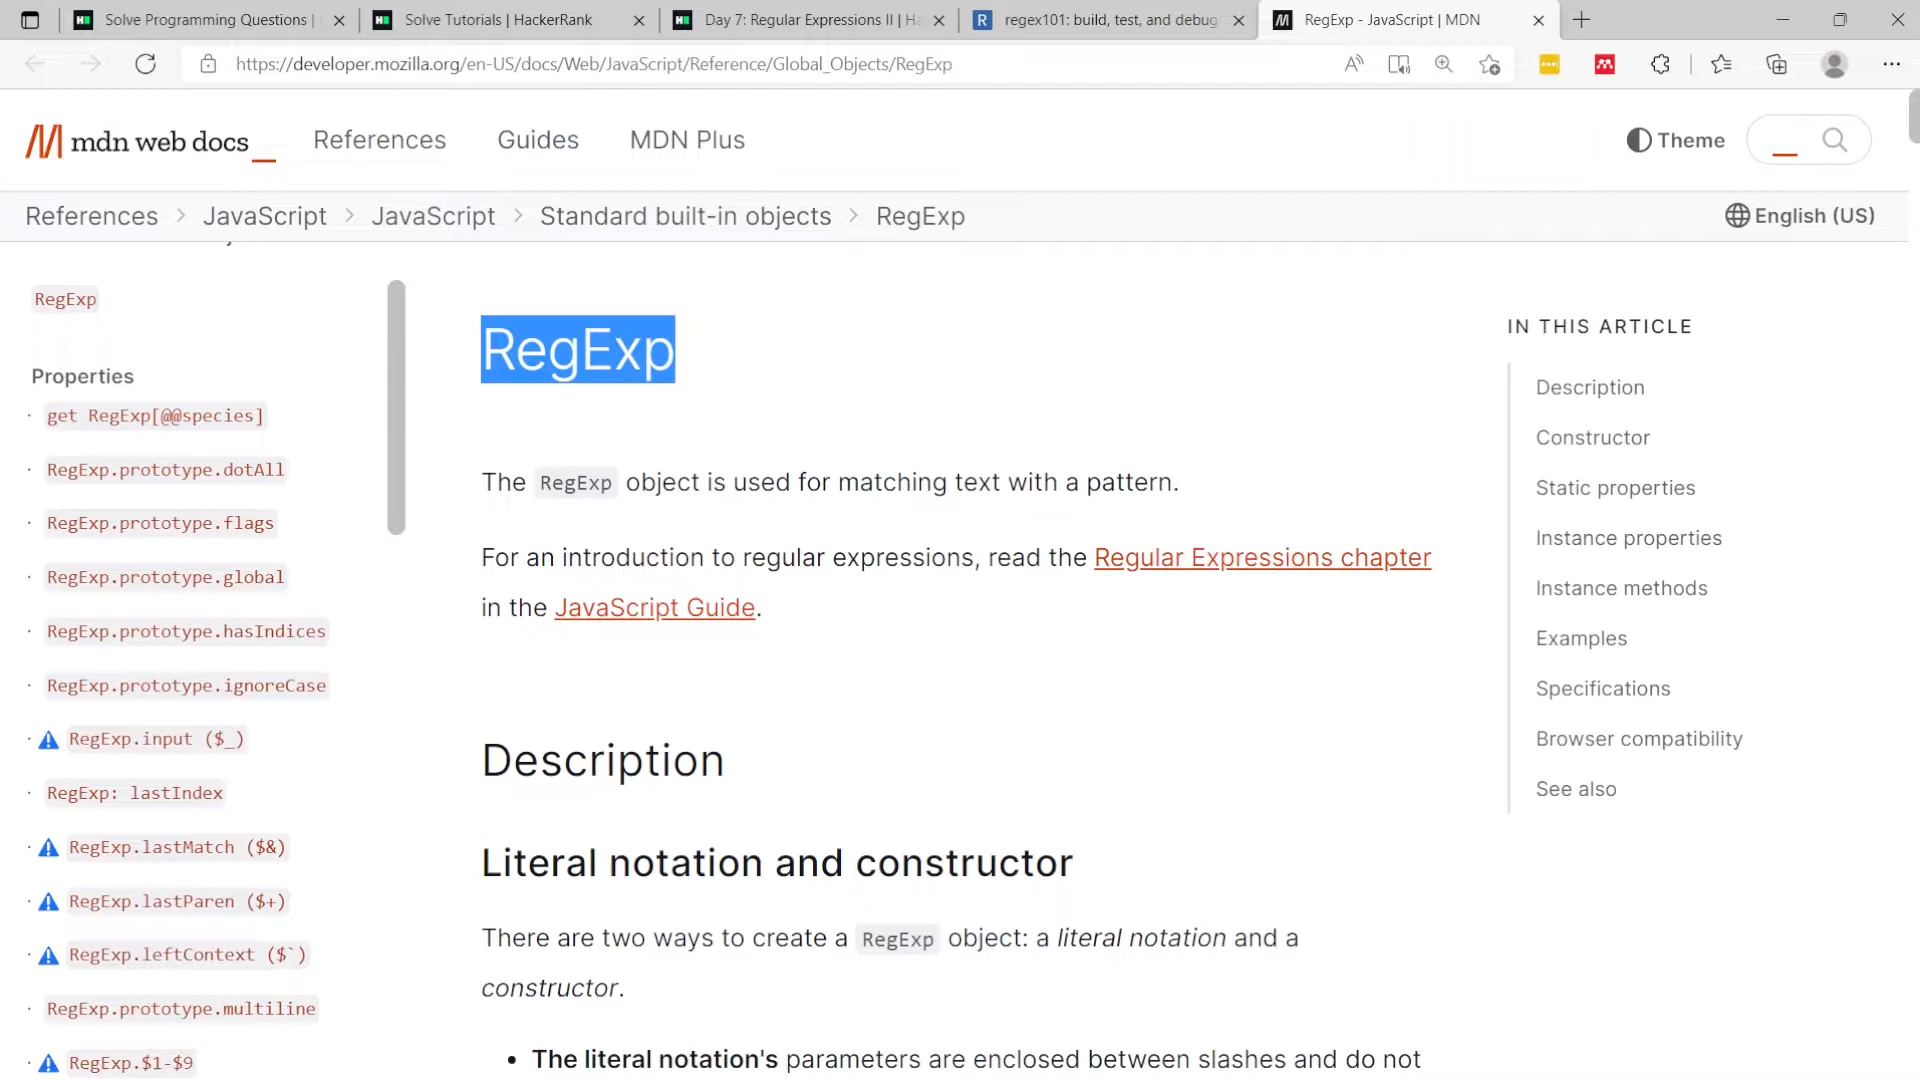 Solve Programming Questions |
Solve Tutorials | HackerRank
Day 7: Regular Expressions II | Ha
regex101: build, test, and debug
RegExp - JavaScript | MDN
https://developer.mozilla.org/en-US/docs/Web/JavaScript/Reference/Global_Objects/RegExp
mdn web docs_
References
Guides
MDN Plus
Theme
References > JavaScript > JavaScript > Standard built-in objects > RegExp
English (US)
RegExp
Properties
get RegExp[@@species]
RegExp.prototype.dotAll
RegExp.prototype.flags
RegExp.prototype.global
RegExp.prototype.hasIndices
RegExp.prototype.ignoreCase
RegExp.input ($_)
RegExp: lastIndex
RegExp.lastMatch ($&)
RegExp.lastParen ($+)
RegExp.leftContext ($`)
RegExp.prototype.multiline
RegExp.$1-$9
RegExp
The RegExp object is used for matching text with a pattern.
For an introduction to regular expressions, read the Regular Expressions chapter
in the JavaScript Guide.
Description
Literal notation and constructor
There are two ways to create a RegExp object: a literal notation and a
constructor.
• The literal notation's parameters are enclosed between slashes and do not
IN THIS ARTICLE
Description
Constructor
Static properties
Instance properties
Instance methods
Examples
Specifications
Browser compatibility
See also